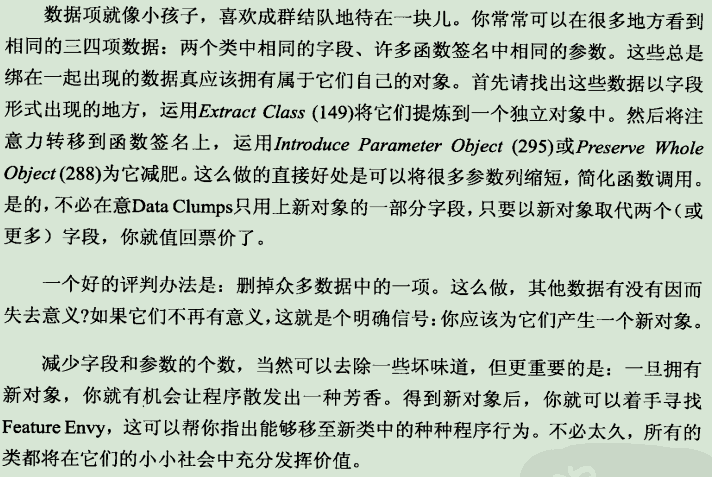 数据项就像小孩子，喜欢成群结队地待在一块儿。你常常可以在很多地方看到
相同的三四项数据：两个类中相同的字段、许多函数签名中相同的参数。这些总是
绑在一起出现的数据真应该拥有属于它们自己的对象。首先请找出这些数据以字段
形式出现的地方，运用Extract Class (149)将它们提炼到一个独立对象中。然后将注
意力转移到函数签名上，运用Introduce Parameter Object (295)或Preserve Whole
Object (288)为它减肥。这么做的直接好处是可以将很多参数列缩短，简化函数调用。
是的，不必在意Data Clumps只用上新对象的一部分字段，只要以新对象取代两个（或
更多）字段，你就值回票价了。
一个好的评判办法是：删掉众多数据中的一项。这么做，其他数据有没有因而
失去意义?如果它们不再有意义，这就是个明确信号：你应该为它们产生一个新对象。
减少字段和参数的个数，当然可以去除一些坏味道，但更重要的是：一旦拥有
新对象，你就有机会让程序散发出一种芳香。得到新对象后，你就可以着手寻找
Feature Envy，这可以帮你指出能够移至新类中的种种程序行为。不必太久，所有的
类都将在它们的小小社会中充分发挥价值。